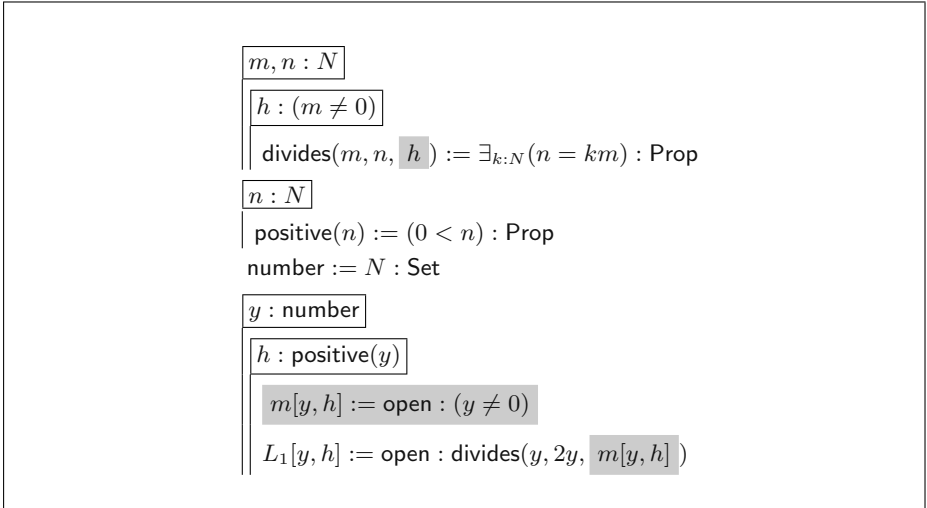 m, n : N
h : (m ≠ 0)
divides(m, n, h ) := ∃k:N(n = km) : Prop
n : N
positive(n) := (0 < n) : Prop
number := N : Set
y : number
h : positive(y)
m[y, h] := open : (y ≠ 0)
L1[y, h] := open : divides(y, 2y, m[y, h] )